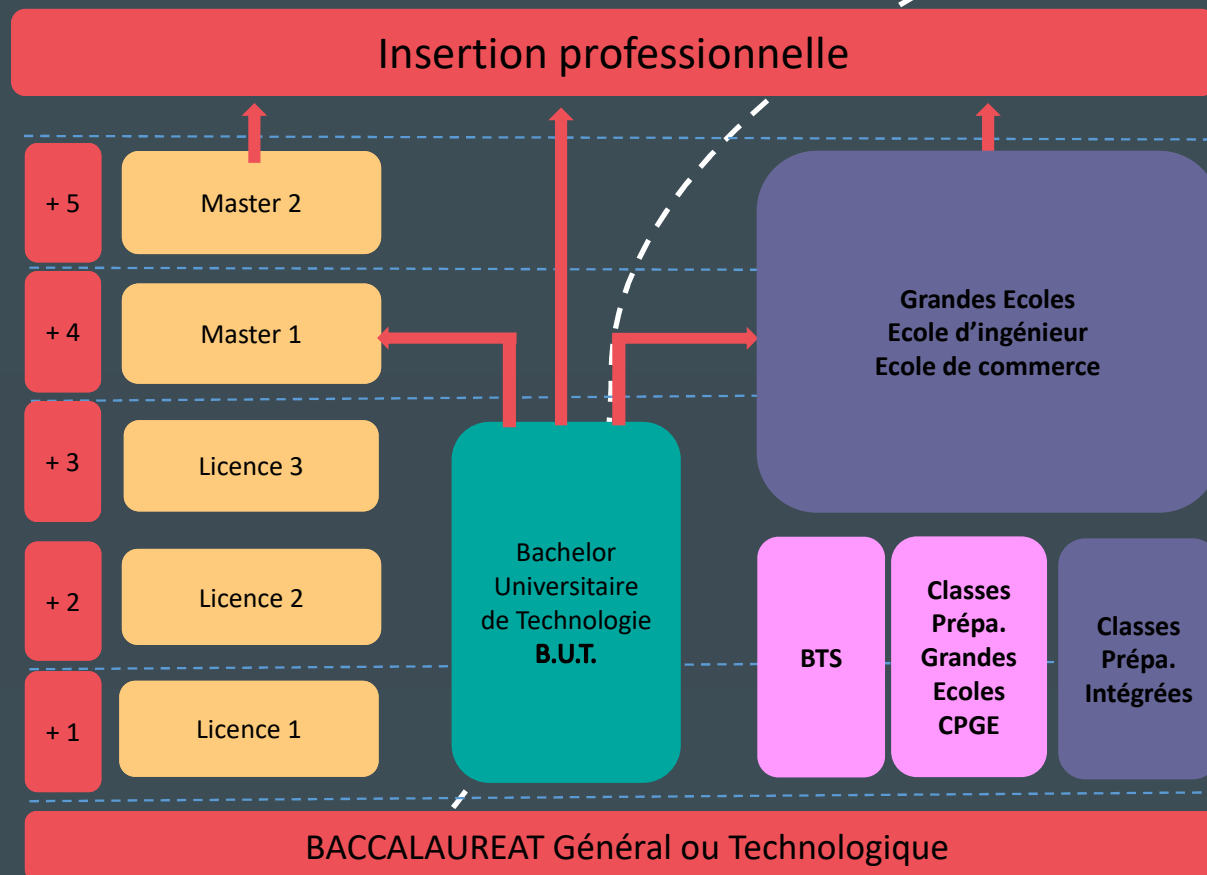 Insertion professionnelle
+ 5
Master 2
+ 4
Master 1
Grandes Ecoles
Ecole d’ingénieur
Ecole de commerce
+ 3
Licence 3
Bachelor
Universitaire
de Technologie
B.U.T.
+ 2
Licence 2
BTS
Classes
Prépa.
Grandes
Ecoles
CPGE
Classes
Prépa.
Intégrées
+ 1
Licence 1
BACCALAUREAT Général ou Technologique